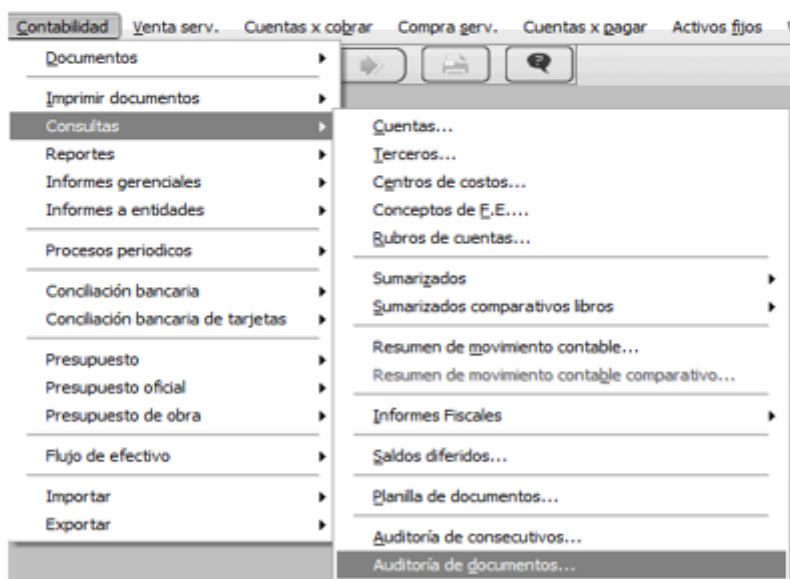 Contabilidad Venta serv. Cuentas x cobrar Compra serv. Cuentas x pagar Activos fijos
Documentos
Imprimir documentos
Consultas
Reportes
Informes gerenciales
Informes a entidades
Procesos periodicos
Conciliación bancaria
Conciliación bancaria de tarjetas
Presupuesto
Presupuesto oficial
Presupuesto de obra
Flujo de efectivo
Importar
Exportar
Cuentas...
Terceros...
Centros de costos...
Conceptos de F.E....
Rubros de cuentas...
Sumarizados
Sumarizados comparativos libros
Resumen de movimiento contable...
Resumen de movimiento contable comparativo...
Informes Fiscales
Saldos diferidos...
Planilla de documentos...
Auditoría de consecutivos...
Auditoría de documentos...